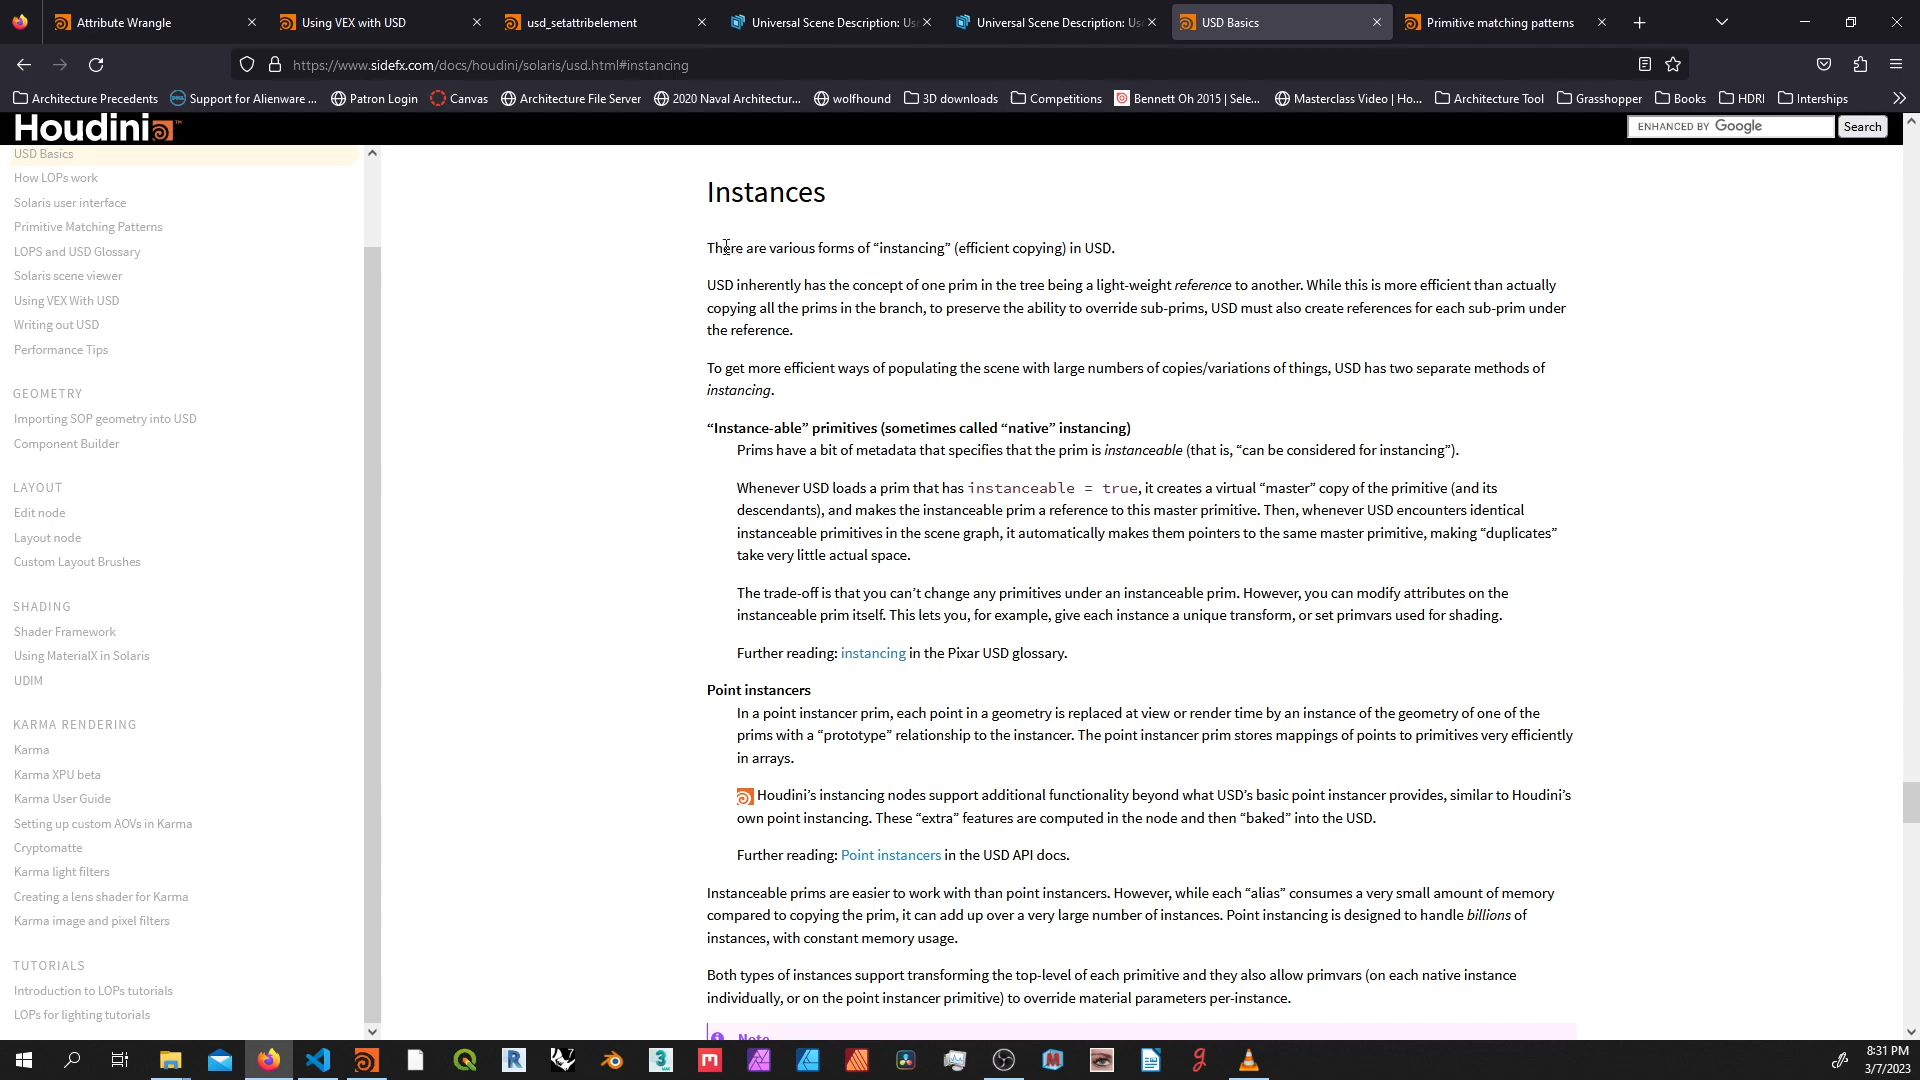 Attribute Wrangle
Using VEX with USD
usd_setattribelement
Universal Scene Description: Us
Universal Scene Description: Us
USD Basics
Primitive matching patterns
https://www.sidefx.com/docs/houdini/solaris/usd.html#instancing
Architecture Precedents
Support for Alienware ...
Patron Login
Canvas
Architecture File Server
2020 Naval Architectur...
wolfhound
3D downloads
Competitions
Bennett Oh 2015 | Sele...
Masterclass Video | Ho...
Architecture Tool
Grasshopper
Books
HDRI
Interships
Houdini
ENHANCED BY Google
Search
USD Basics
How LOPs work
Solaris user interface
Primitive Matching Patterns
LOPS and USD Glossary
Solaris scene viewer
Using VEX With USD
Writing out USD
Performance Tips
GEOMETRY
Importing SOP geometry into USD
Component Builder
LAYOUT
Edit node
Layout node
Custom Layout Brushes
SHADING
Shader Framework
Using MaterialX in Solaris
UDIM
KARMA RENDERING
Karma
Karma XPU beta
Karma User Guide
Setting up custom AOVs in Karma
Cryptomatte
Karma light filters
Creating a lens shader for Karma
Karma image and pixel filters
TUTORIALS
Introduction to LOPs tutorials
LOPs for lighting tutorials
Instances
There are various forms of “instancing” (efficient copying) in USD.
USD inherently has the concept of one prim in the tree being a light-weight reference to another. While this is more efficient than actually
copying all the prims in the branch, to preserve the ability to override sub-prims, USD must also create references for each sub-prim under
the reference.
To get more efficient ways of populating the scene with large numbers of copies/variations of things, USD has two separate methods of
instancing.
“Instance-able” primitives (sometimes called “native” instancing)
Prims have a bit of metadata that specifies that the prim is instanceable (that is, “can be considered for instancing”).
Whenever USD loads a prim that has instanceable = true, it creates a virtual “master” copy of the primitive (and its
descendants), and makes the instanceable prim a reference to this master primitive. Then, whenever USD encounters identical
instanceable primitives in the scene graph, it automatically makes them pointers to the same master primitive, making “duplicates”
take very little actual space.
The trade-off is that you can’t change any primitives under an instanceable prim. However, you can modify attributes on the
instanceable prim itself. This lets you, for example, give each instance a unique transform, or set primvars used for shading.
Further reading: instancing in the Pixar USD glossary.
Point instancers
In a point instancer prim, each point in a geometry is replaced at view or render time by an instance of the geometry of one of the
prims with a “prototype” relationship to the instancer. The point instancer prim stores mappings of points to primitives very efficiently
in arrays.
Houdini’s instancing nodes support additional functionality beyond what USD’s basic point instancer provides, similar to Houdini’s
own point instancing. These “extra” features are computed in the node and then “baked” into the USD.
Further reading: Point instancers in the USD API docs.
Instanceable prims are easier to work with than point instancers. However, while each “alias” consumes a very small amount of memory
compared to copying the prim, it can add up over a very large number of instances. Point instancing is designed to handle billions of
instances, with constant memory usage.
Both types of instances support transforming the top-level of each primitive and they also allow primvars (on each native instance
individually, or on the point instancer primitive) to override material parameters per-instance.
Note
8:31 PM
3/7/2023